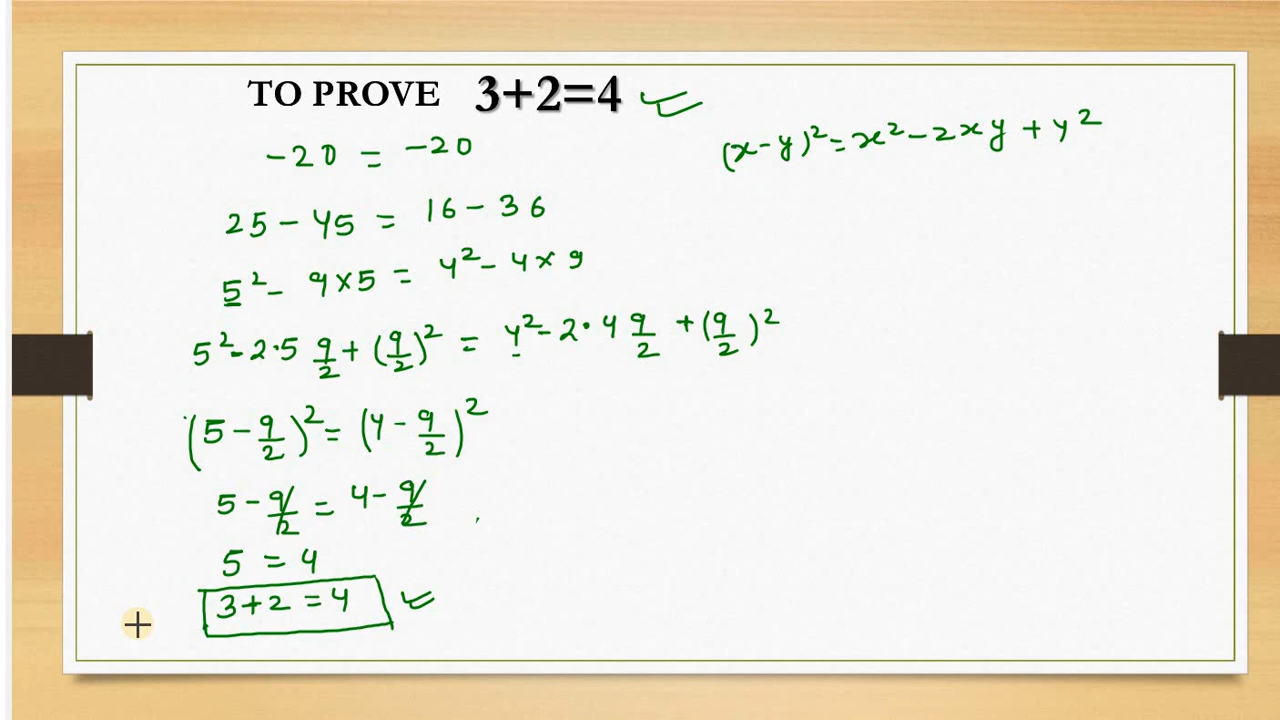 TO PROVE 3+2=4
(x-y)²=x²-2xy+y²
-20 = -20
25-45 = 16-36
5²- 9×5 = 4²-4×9
5²-2·5 9/2+(9/2)² = 4²-2·4 9/2+(9/2)²
(5-9/2)²=(4-9/2)²
5-9/2=4-9/2
5 = 4
3+2=4